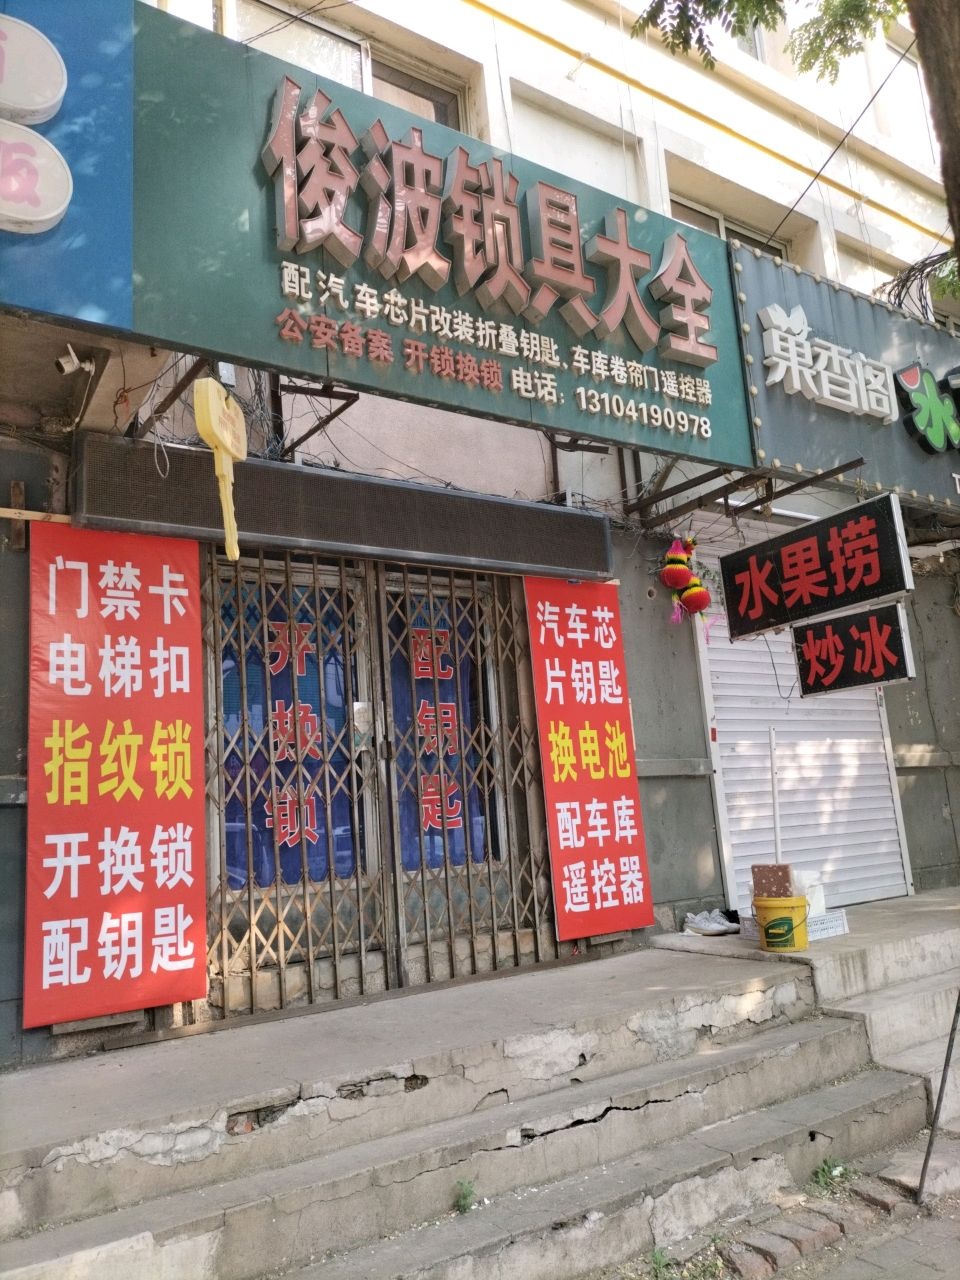 俊波锁具大全
配汽车芯片改装折叠钥匙、车库卷帘门遥控器
公安备案 开锁换锁 电话：13104190978
菓香阁
水
水果捞
炒冰
门禁卡
电梯扣
指纹锁
开换锁
配钥匙
开换锁
配钥匙
汽车芯
片钥匙
换电池
配车库
遥控器